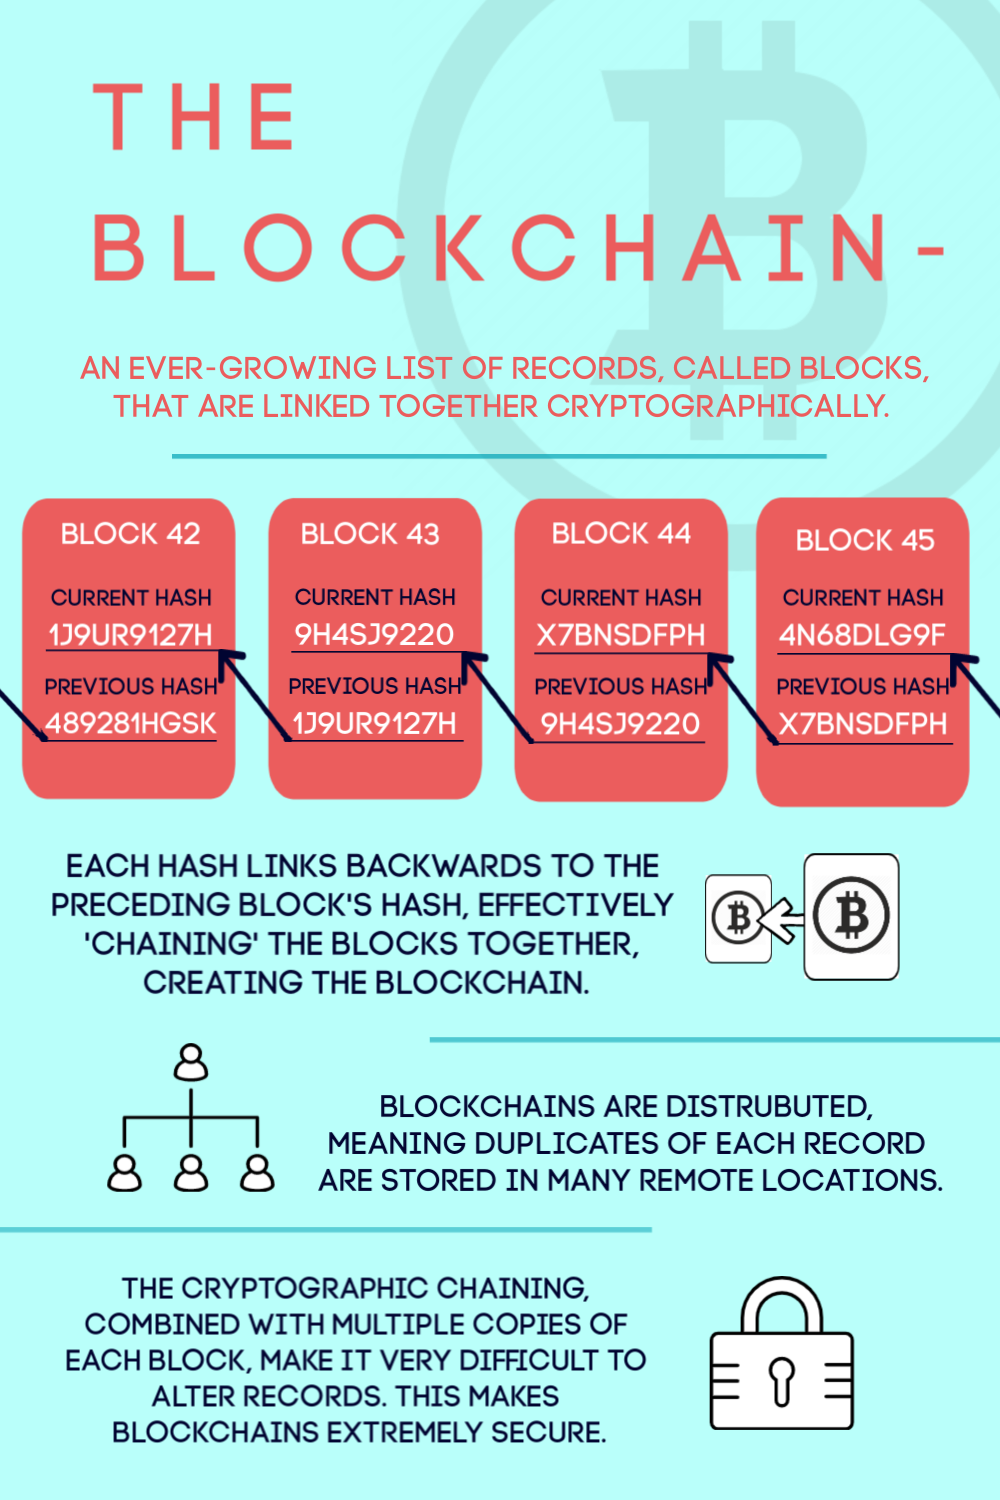 THE
BLOCKCHAIN-
AN EVER-GROWING LIST OF RECORDS, CALLED BLOCKS,
THAT ARE LINKED TOGETHER CRYPTOGRAPHICALLY.
BLOCK 42
CURRENT HASH
1J9UR9127H
PREVIOUS HASH
489281HGSK
BLOCK 43
CURRENT HASH
9H4SJ9220
PREVIOUS HASH
1J9UR9127H
BLOCK 44
CURRENT HASH
X7BNSDFPH
PREVIOUS HASH
9H4SJ9220
BLOCK 45
CURRENT HASH
4N68DLG9F
PREVIOUS HASH
X7BNSDFPH
EACH HASH LINKS BACKWARDS TO THE
PRECEDING BLOCK'S HASH, EFFECTIVELY
'CHAINING' THE BLOCKS TOGETHER,
CREATING THE BLOCKCHAIN.
BLOCKCHAINS ARE DISTRUBUTED,
MEANING DUPLICATES OF EACH RECORD
ARE STORED IN MANY REMOTE LOCATIONS.
THE CRYPTOGRAPHIC CHAINING,
COMBINED WITH MULTIPLE COPIES OF
EACH BLOCK, MAKE IT VERY DIFFICULT TO
ALTER RECORDS. THIS MAKES
BLOCKCHAINS EXTREMELY SECURE.